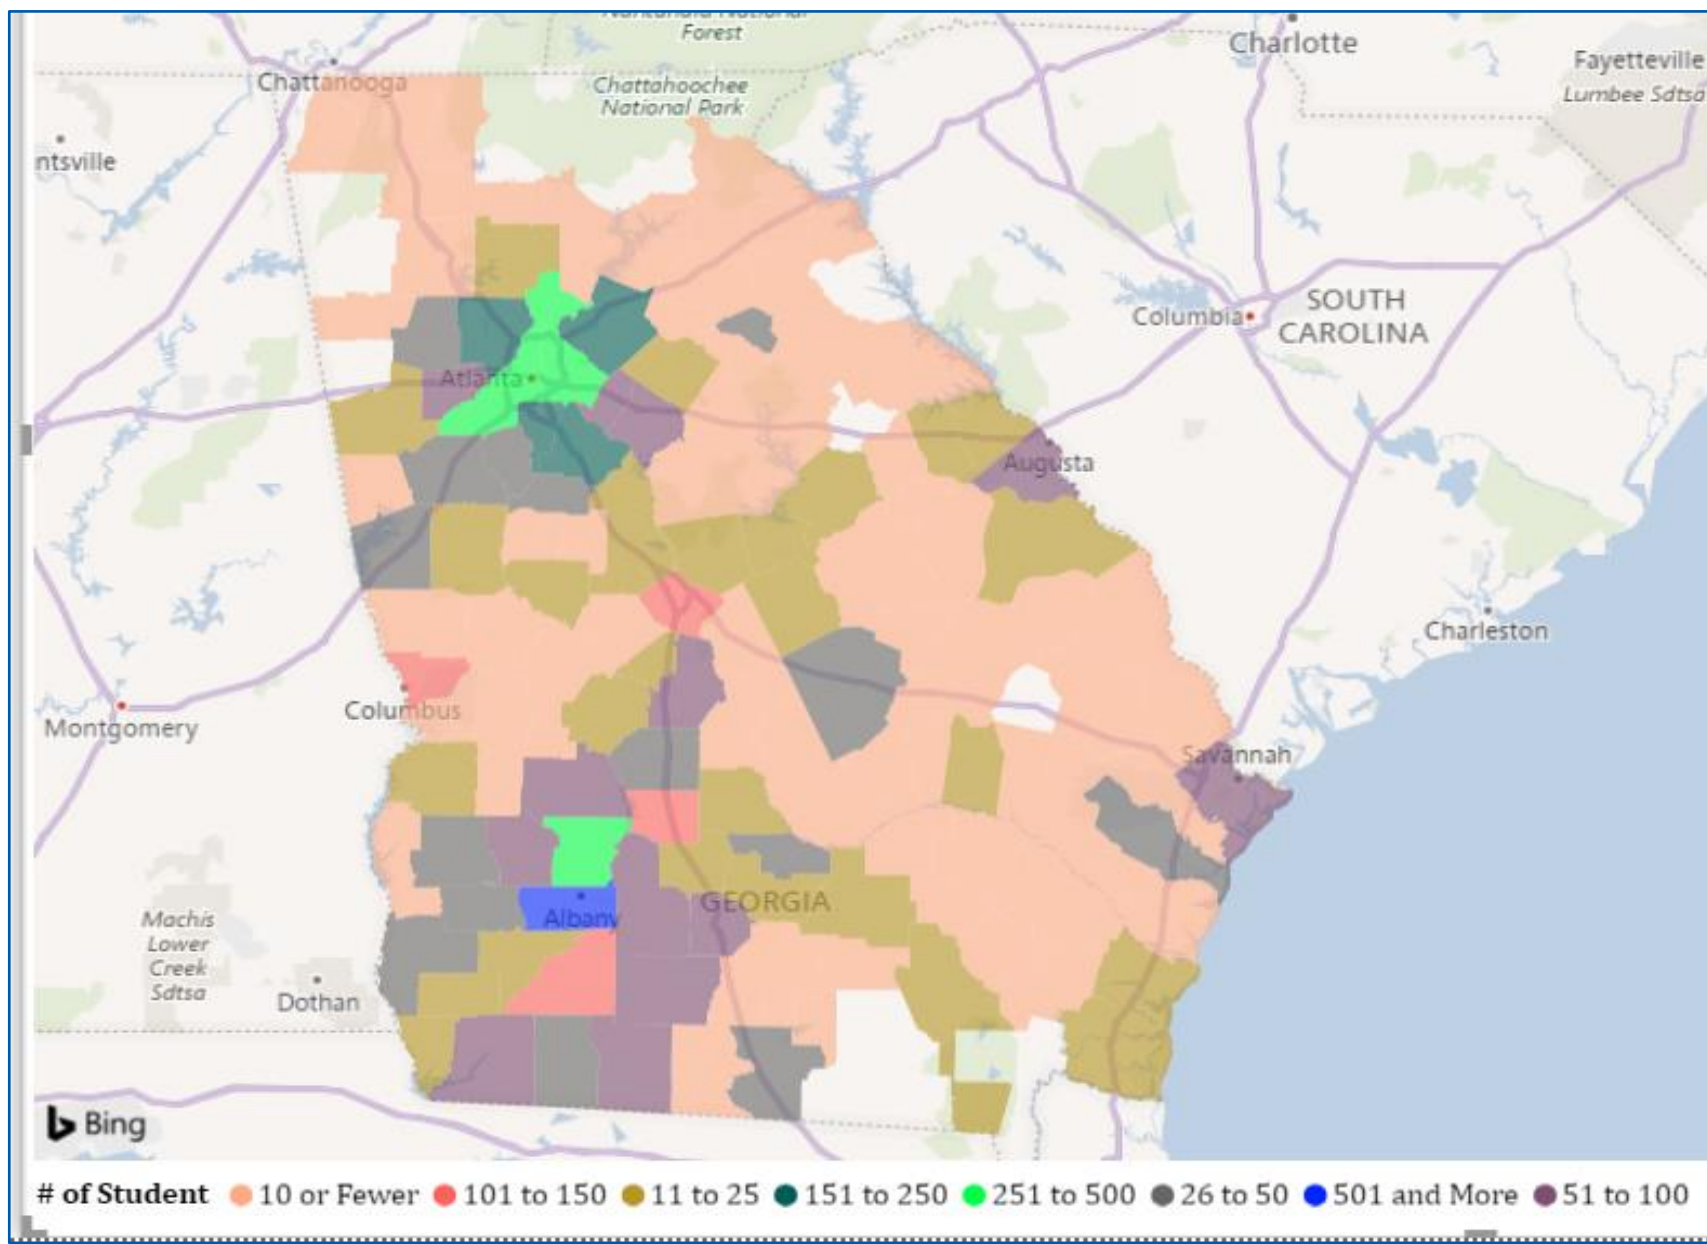 Nantahala National
Forest
Charlotte
Fayetteville
Lumbee Sdtsa
Chattanooga
Chattahoochee
National Park
ntsville
SOUTH
CAROLINA
Columbia
Atlanta
Augusta
Charleston
Columbus
Montgomery
Savannah
GEORGIA
Albany
Machis
Lower
Creek
Sdtsa
Dothan
Bing
# of Student 10 or Fewer 101 to 150 11 to 25 151 to 250 251 to 500 26 to 50 501 and More 51 to 100